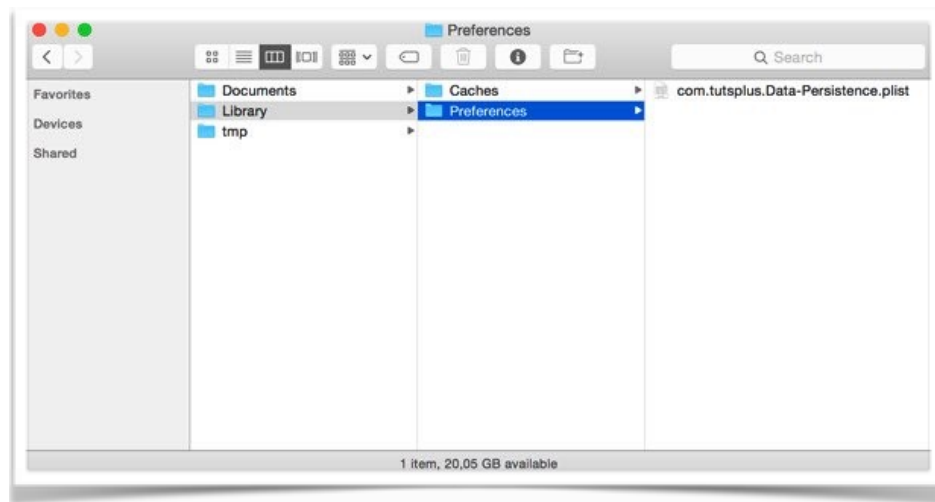 Preferences
Search
Favorites
Devices
Shared
Documents
Library
tmp
Caches
Preferences
com.tutsplus.Data-Persistence.plist
1 item, 20,05 GB available